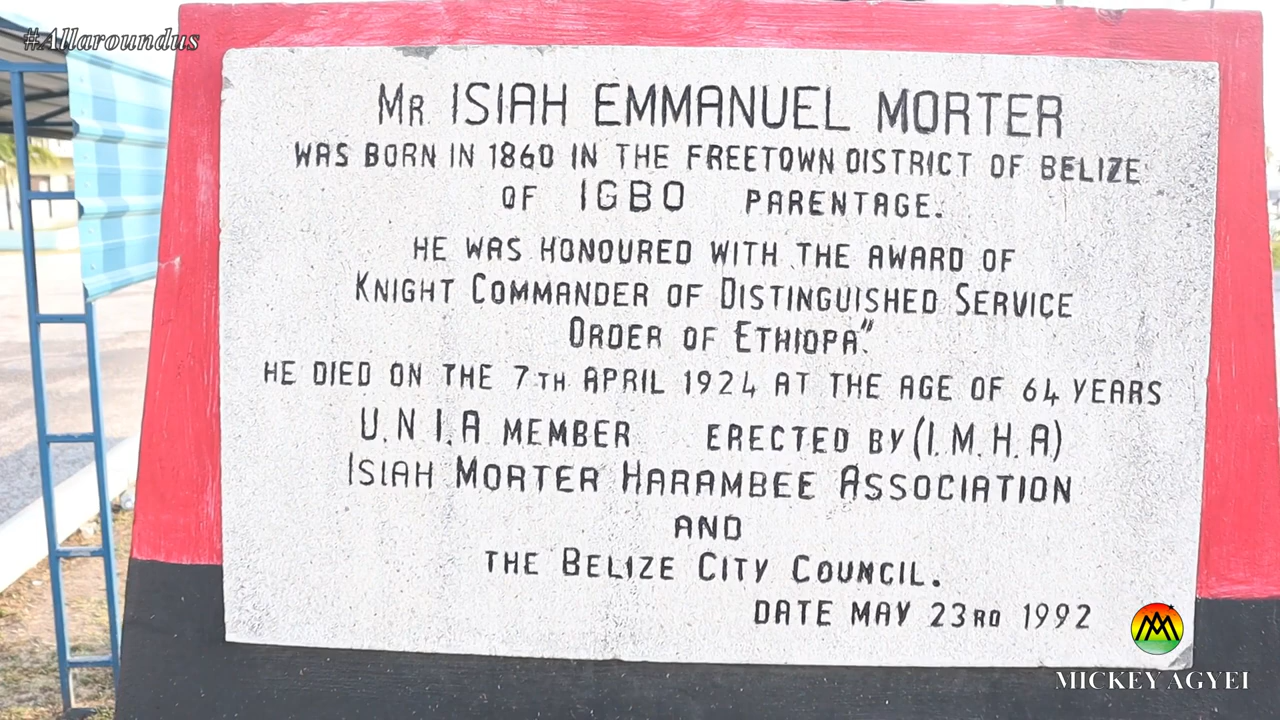 #Allaroundus
MR ISIAH EMMANUEL MORTER
WAS BORN IN 1860 IN THE FREETOWN DISTRICT OF BELIZE
OF IGBO PARENTAGE.
HE WAS HONOURED WITH THE AWARD OF
KNIGHT COMMANDER OF DISTINGUISHED SERVICE
ORDER OF ETHIOPA."
HE DIED ON THE 7TH APRIL 1924 AT THE AGE OF 64 YEARS
U.N.I.A MEMBER ERECTED BY (I.M.H.A)
ISIAH MORTER HARAMBEE ASSOCIATION
AND
THE BELIZE CITY COUNCIL.
DATE MAY 23RD 1992
MICKEY AGYEI